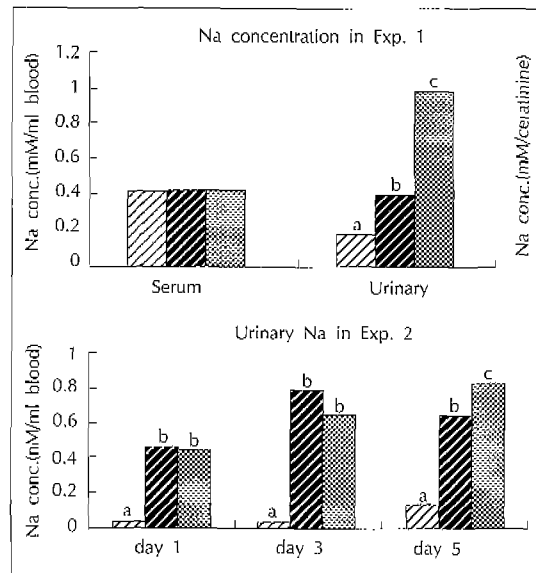 Na concentration in Exp. 1
Na conc.(mM/ml blood)
1.2
1
0.8
0.6
0.4
0.2
0
a
b
c
Serum
Urinary
Na conc.(mM/ceratinine)
Urinary Na in Exp. 2
Na conc.(nM/ml blood)
1
0.8
0.6
0.4
0.2
0
a
b
b
a
b
b
a
b
c
day 1
day 3
day 5